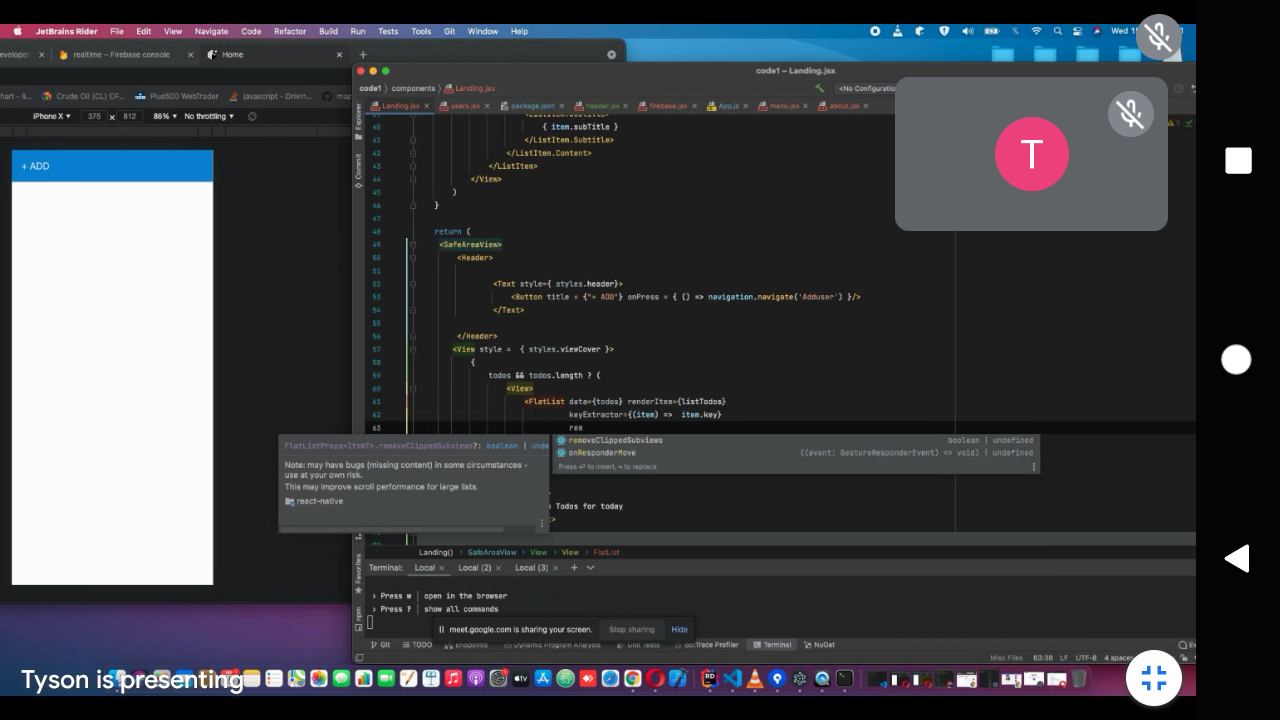 JetBrains Rider File Edit View Navigate Code Refactor Build Run Tests Tools Git Window Help
realtime – Firebase console
Home
code1 – Landing.jsx
code1 components Landing.jsx
Crude Oil (CL) CF... Plus500 WebTrader javascript - Drivin...
Landing.jsx users.jsx package.json header.jsx firebase.jsx App.js menu.jsx about.jsx
iPhone X 375 x 812 86% No throttling
Explorer
Commit
+ ADD
40 { item.subTitle }
41 </ListItem.Subtitle>
42 </ListItem.Content>
43 </ListItem>
44 </View>
45 )
46 }
47
48 return (
49 <SafeAreaView>
50 <Header>
51
52 <Text style={ styles.header}>
53 <Button title = {"+ ADD"} onPress = { () => navigation.navigate('Adduser') }/>
54 </Text>
55
56 </Header>
57 <View style = { styles.viewCover }>
58 {
59 todos && todos.length ? (
60 <View>
61 <FlatList data={todos} renderItem={listTodos}
62 keyExtractor={(item) => item.key}
63 rem
FlatListProps<ItemT>.removeClippedSubviews?: boolean | unde
Note: may have bugs (missing content) in some circumstances -
use at your own risk.
This may improve scroll performance for large lists.
react-native
removeClippedSubviews boolean | undefined
onResponderMove ((event: GestureResponderEvent) => void) | undefined
Press ⏎ to insert, to replace
Todos for today
Landing() SafeAreaView View View FlatList
Favorites
npm
Terminal: Local Local (2) Local (3)
› Press w | open in the browser
› Press ? | show all commands
meet.google.com is sharing your screen. Stop sharing Hide
Git TODO Endpoints Dynamic Program Analysis Unit Tests dotTrace Profiler Terminal NuGet
Misc Files 63:38 LF UTF-8 4 spaces
T
Tyson is presenting